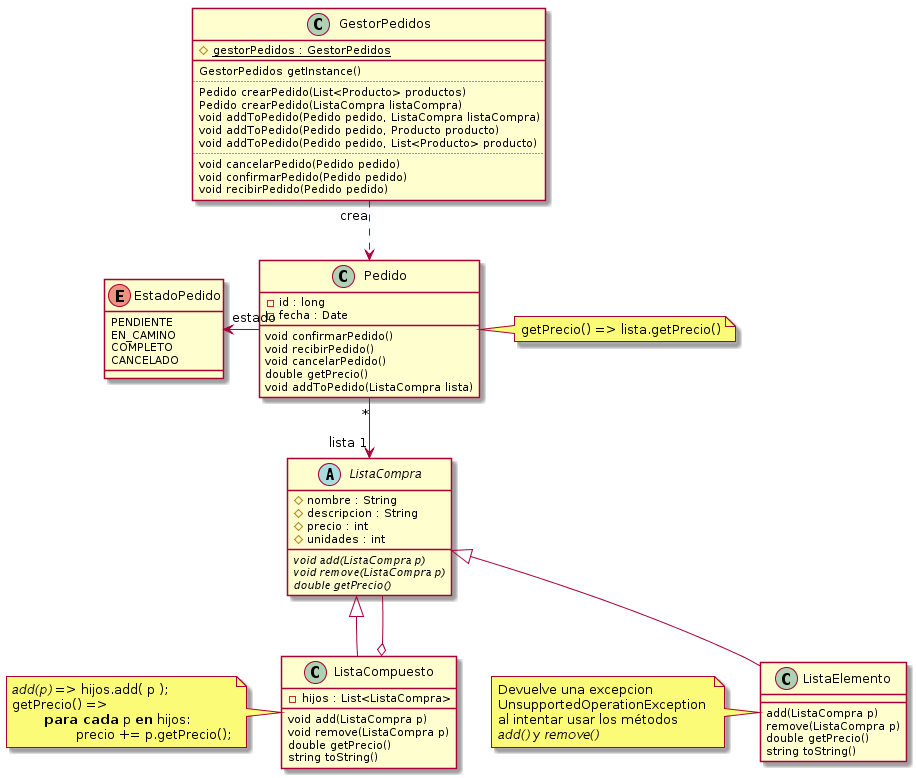 C GestorPedidos
gestorPedidos : GestorPedidos
GestorPedidos getInstance()
Pedido crearPedido(List<Producto> productos)
Pedido crearPedido(ListaCompra listaCompra)
void addToPedido(Pedido pedido, ListaCompra listaCompra)
void addToPedido(Pedido pedido, Producto producto)
void addToPedido(Pedido pedido, List<Producto> producto)
void cancelarPedido(Pedido pedido)
void confirmarPedido(Pedido pedido)
void recibirPedido(Pedido pedido)
crea
E EstadoPedido
PENDIENTE
EN_CAMINO
COMPLETO
CANCELADO
estado
C Pedido
id : long
fecha : Date
void confirmarPedido()
void recibirPedido()
void cancelarPedido()
double getPrecio()
void addToPedido(ListaCompra lista)
getPrecio() => lista.getPrecio()
*
lista 1
A ListaCompra
nombre : String
descripcion : String
precio : int
unidades : int
void add(ListaCompra p)
void remove(ListaCompra p)
double getPrecio()
add(p) => hijos.add( p );
getPrecio() =>
para cada p en hijos:
precio += p.getPrecio();
C ListaCompuesto
hijos : List<ListaCompra>
void add(ListaCompra p)
void remove(ListaCompra p)
double getPrecio()
string toString()
Devuelve una excepcion
UnsupportedOperationException
al intentar usar los métodos
add() y remove()
C ListaElemento
add(ListaCompra p)
remove(ListaCompra p)
double getPrecio()
string toString()